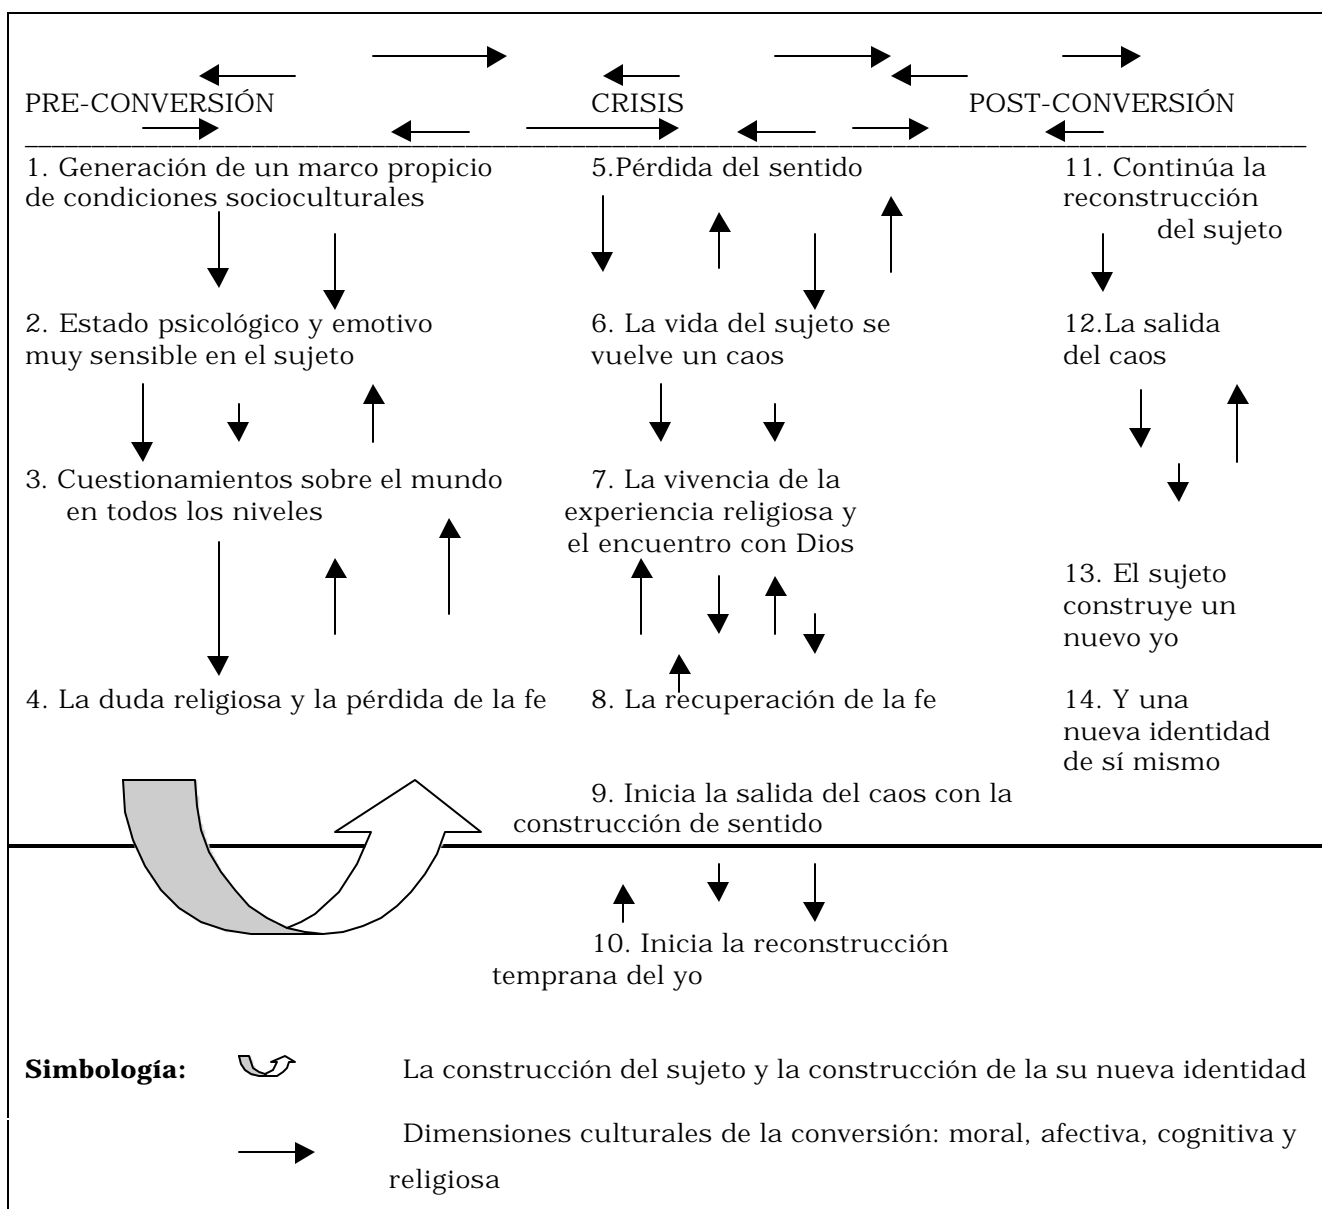 PRE-CONVERSIÓN
CRISIS
POST-CONVERSIÓN
1. Generación de un marco propicio
de condiciones socioculturales
2. Estado psicológico y emotivo
muy sensible en el sujeto
3. Cuestionamientos sobre el mundo
en todos los niveles
4. La duda religiosa y la pérdida de la fe
5.Pérdida del sentido
6. La vida del sujeto se
vuelve un caos
7. La vivencia de la
experiencia religiosa y
el encuentro con Dios
8. La recuperación de la fe
9. Inicia la salida del caos con la
construcción de sentido
10. Inicia la reconstrucción
temprana del yo
11. Continúa la
reconstrucción
del sujeto
12.La salida
del caos
13. El sujeto
construye un
nuevo yo
14. Y una
nueva identidad
de sí mismo
Simbología:
La construcción del sujeto y la construcción de la su nueva identidad
Dimensiones culturales de la conversión: moral, afectiva, cognitiva y
religiosa